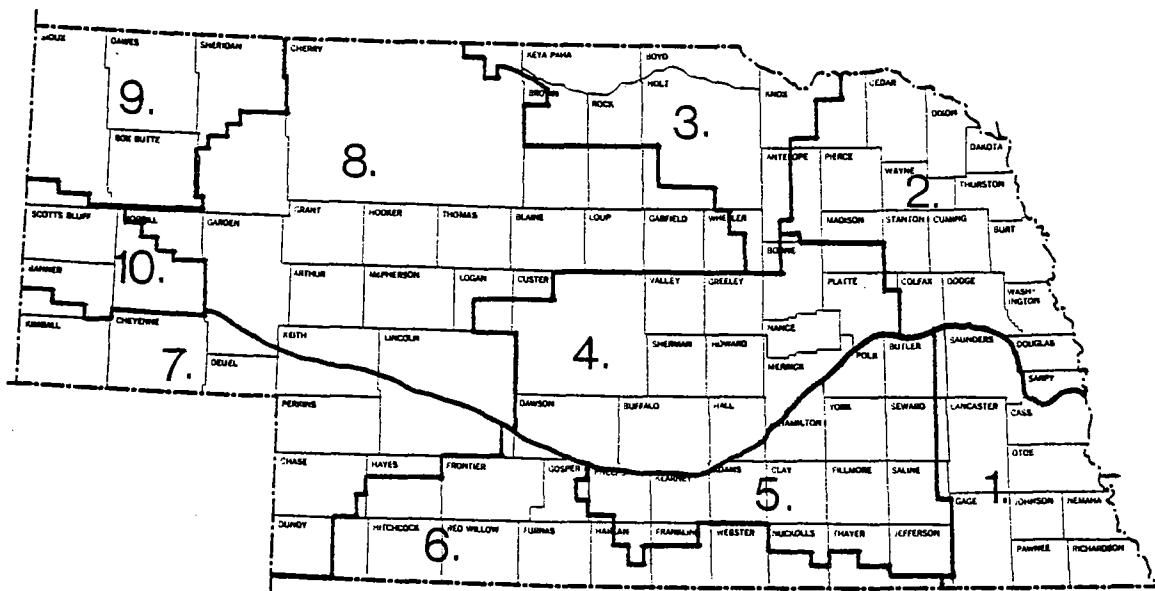 SIOUX
DAWES
SHERIDAN
CHERRY
KEYA PAHA
BOYD
HOLT
BROWN
ROCK
KNOX
CEDAR
DIXON
DAKOTA
9.
8.
3.
BOX BUTTE
ANTELOPE
PIERCE
WAYNE
THURSTON
2.
SCOTTS BLUFF
MORRILL
GARDEN
GRANT
HOOKER
THOMAS
BLAINE
LOUP
GARFIELD
WHEELER
MADISON
STANTON
CUMING
BURT
BOONE
BANNER
10.
ARTHUR
McPHERSON
LOGAN
CUSTER
VALLEY
GREELEY
PLATTE
COLFAX
DODGE
WASH-
INGTON
KIMBALL
CHEYENNE
KEITH
LINCOLN
NANCE
7.
DEUEL
4.
SHERMAN
HOWARD
MERRICK
POLK
BUTLER
SAUNDERS
DOUGLAS
SARPY
PERKINS
DAWSON
BUFFALO
HALL
HAMILTON
YORK
SEWARD
LANCASTER
CASS
OTOE
CHASE
HAYES
FRONTIER
GOSPER
PHELPS
KEARNEY
ADAMS
CLAY
FILLMORE
SALINE
5.
1.
GAGE
JOHNSON
NEMAHA
DUNDY
HITCHCOCK
RED WILLOW
FURNAS
HARLAN
FRANKLIN
WEBSTER
NUCKOLLS
THAYER
JEFFERSON
6.
PAWNEE
RICHARDSON